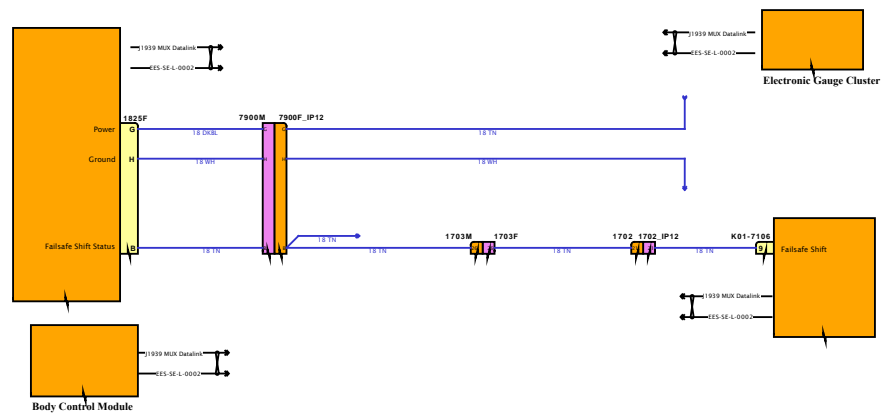 J1939 MUX Datalink
EES-SE-L-0002
J1939 MUX Datalink
EES-SE-L-0002
Electronic Gauge Cluster
1825F
7900M
7900F_IP12
Power
G
18 DKBL
18 TN
Ground
H
18 WH
18 WH
Failsafe Shift Status
B
18 TN
18 TN
18 TN
1703M
1703F
18 TN
1702
1702_IP12
18 TN
K01-7106
9
Failsafe Shift
J1939 MUX Datalink
EES-SE-L-0002
J1939 MUX Datalink
EES-SE-L-0002
Body Control Module